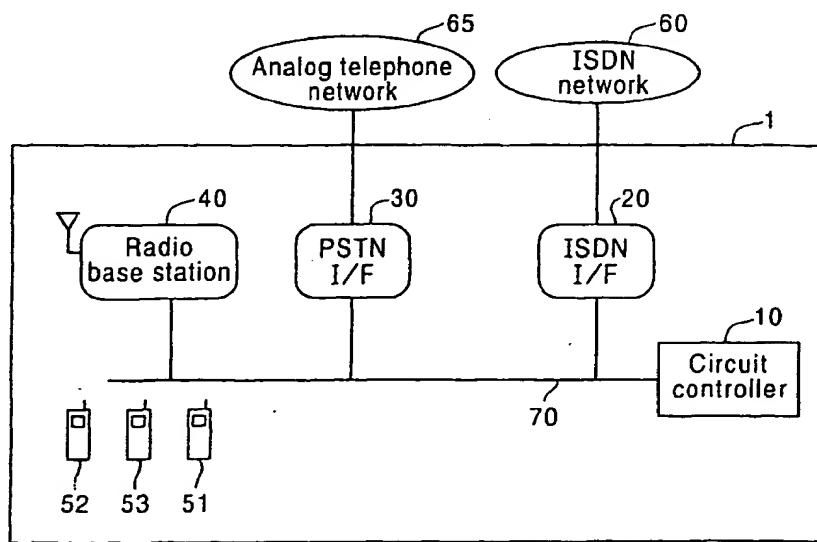 65
60
Analog telephone
network
ISDN
network
1
40
30
20
Radio
base station
PSTN
I/F
ISDN
I/F
10
Circuit
controller
70
52
53
51